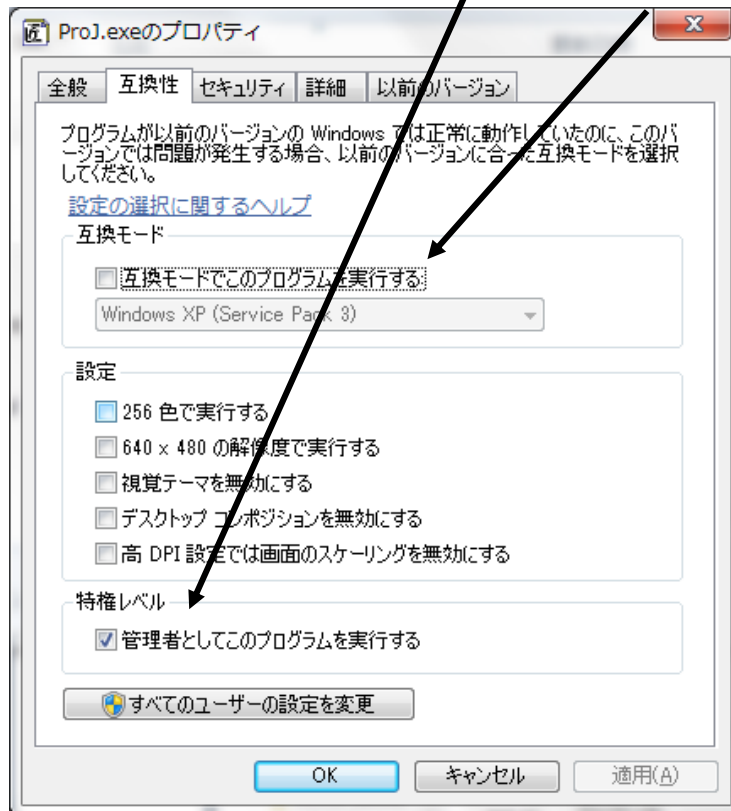 匠 ProJ.exeのプロパティ
全般 互換性 セキュリティ 詳細 以前のバージョン
プログラムが以前のバージョンの Windows では正常に動作していたのに、このバ
ージョンでは問題が発生する場合、以前のバージョンに合った互換モードを選択
してください。
設定の選択に関するヘルプ
互換モード
互換モードでこのプログラムを実行する
Windows XP (Service Pack 3)
設定
256 色で実行する
640 x 480 の解像度で実行する
視覚テーマを無効にする
デスクトップ コンポジションを無効にする
高 DPI 設定では画面のスケーリングを無効にする
特権レベル
管理者としてこのプログラムを実行する
すべてのユーザーの設定を変更
OK キャンセル 適用(A)